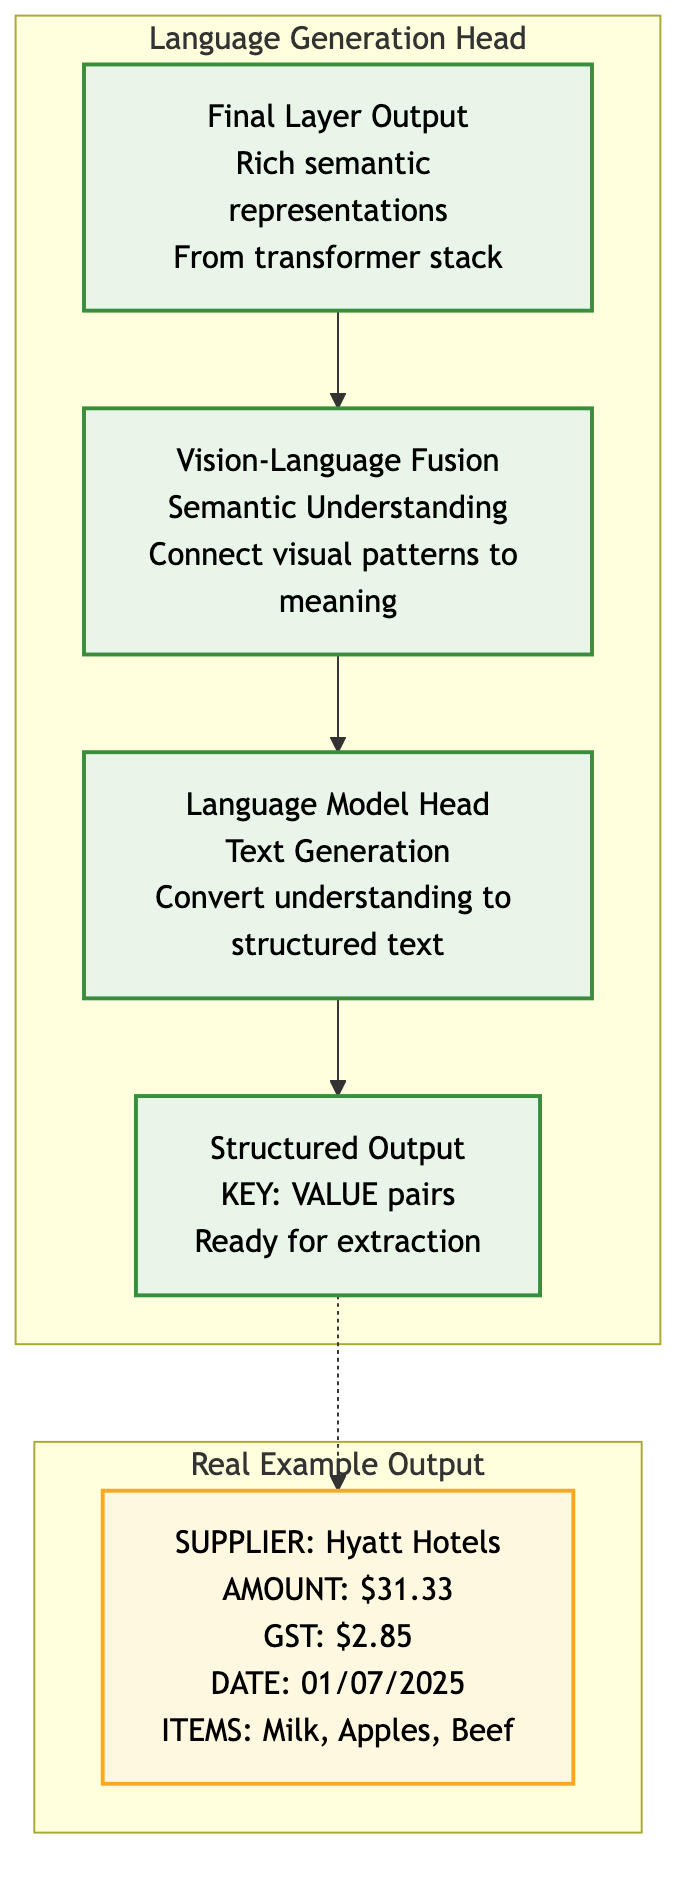 Language Generation Head
Final Layer Output
Rich semantic
representations
From transformer stack
Vision-Language Fusion
Semantic Understanding
Connect visual patterns to
meaning
Language Model Head
Text Generation
Convert understanding to
structured text
Structured Output
KEY: VALUE pairs
Ready for extraction
Real Example Output
SUPPLIER: Hyatt Hotels
AMOUNT: $31.33
GST: $2.85
DATE: 01/07/2025
ITEMS: Milk, Apples, Beef